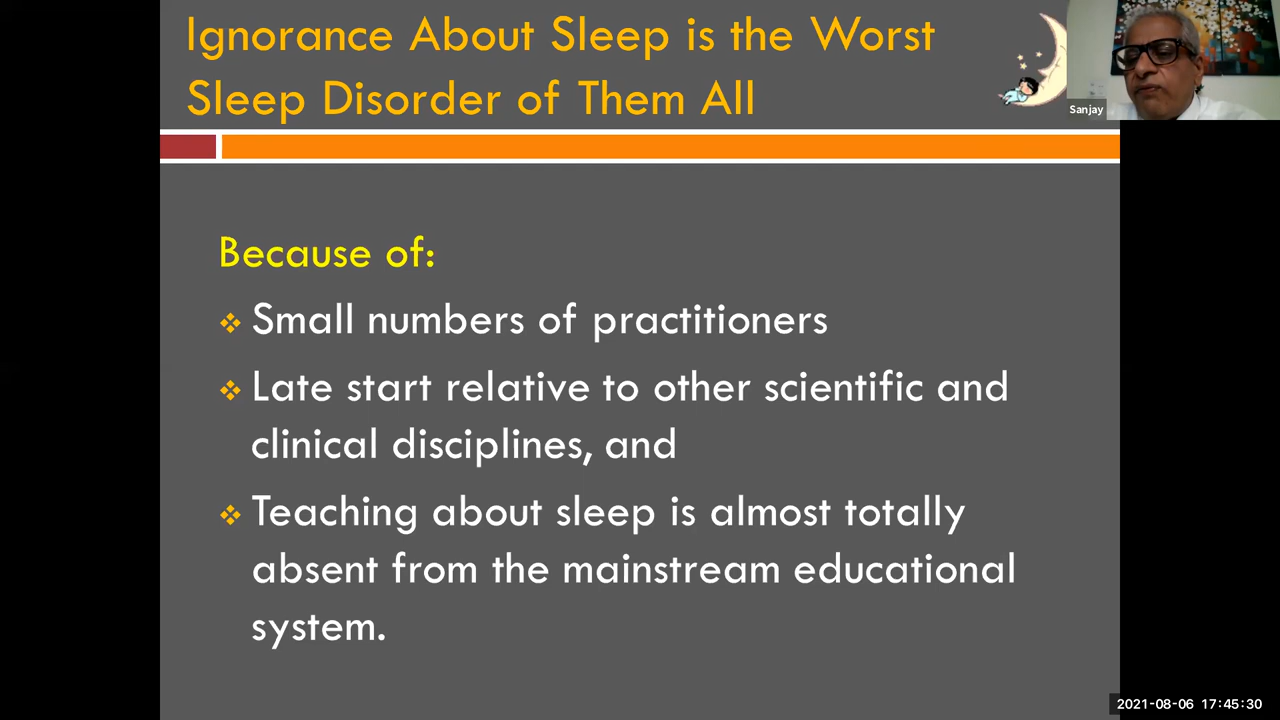 Ignorance About Sleep is the Worst
Sleep Disorder of Them All
Sanjay
Because of:
Small numbers of practitioners
Late start relative to other scientific and
clinical disciplines, and
Teaching about sleep is almost totally
absent from the mainstream educational
system.
2021-08-06 17:45:30